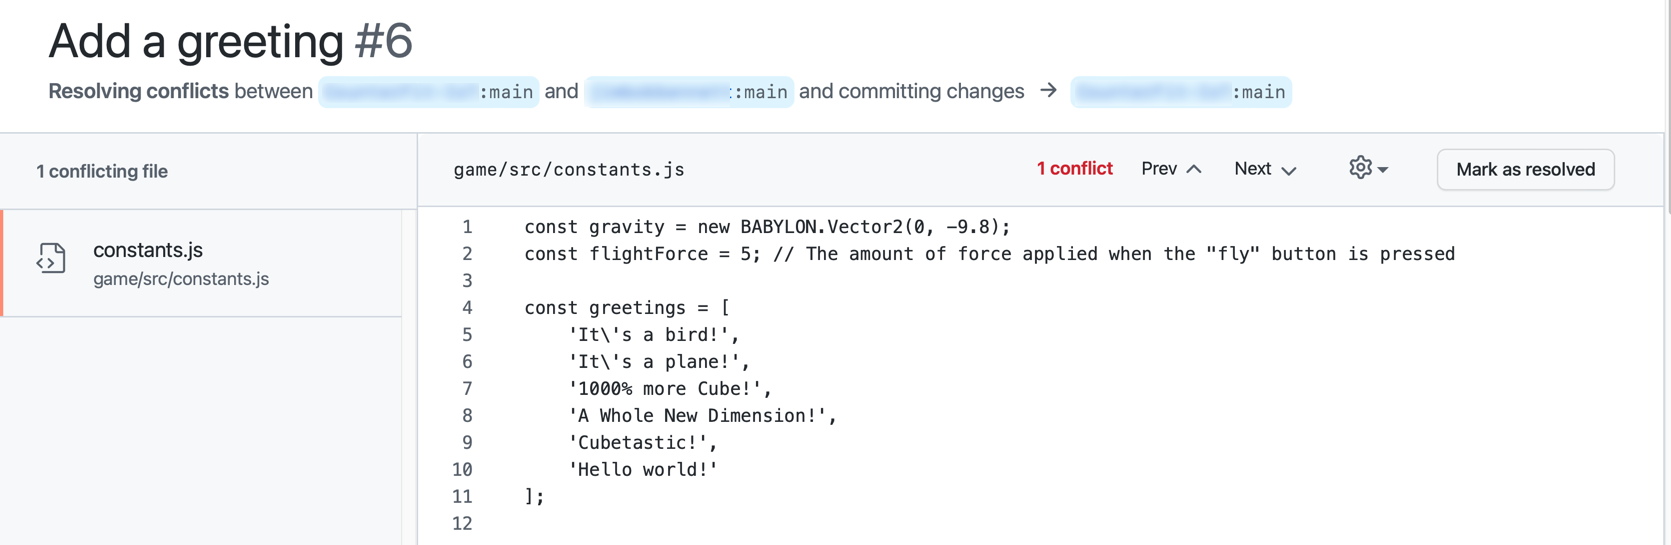 Add a greeting #6
Resolving conflicts between :main and :main and committing changes → :main
1 conflicting file
game/src/constants.js
1 conflict
Prev
Next
Mark as resolved
constants.js
game/src/constants.js
1 const gravity = new BABYLON.Vector2(0, -9.8);
2 const flightForce = 5; // The amount of force applied when the "fly" button is pressed
3
4 const greetings = [
5 'It\'s a bird!',
6 'It\'s a plane!',
7 '1000% more Cube!',
8 'A Whole New Dimension!',
9 'Cubetastic!',
10 'Hello world!'
11 ];
12